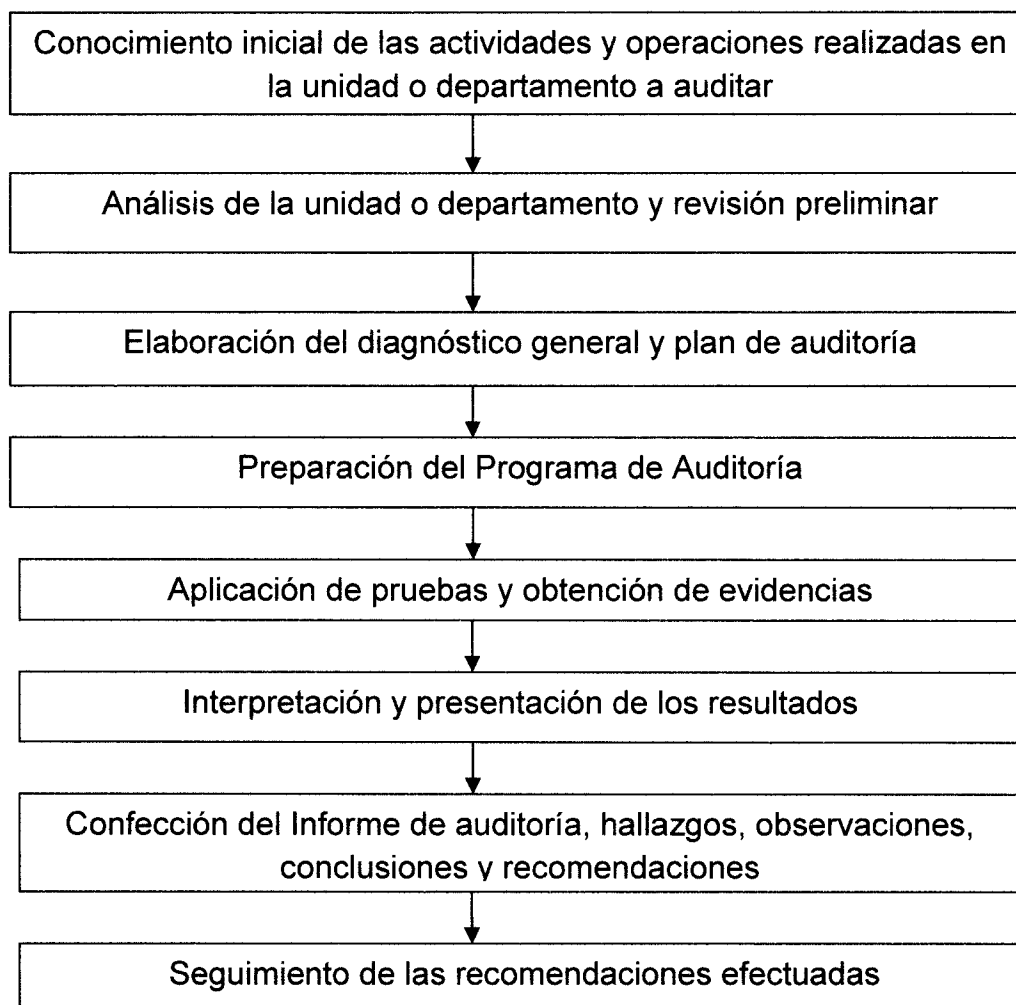 Conocimiento inicial de las actividades y operaciones realizadas en
la unidad o departamento a auditar
Análisis de la unidad o departamento y revisión preliminar
Elaboración del diagnóstico general y plan de auditoría
Preparación del Programa de Auditoría
Aplicación de pruebas y obtención de evidencias
Interpretación y presentación de los resultados
Confección del Informe de auditoría, hallazgos, observaciones,
conclusiones y recomendaciones
Seguimiento de las recomendaciones efectuadas